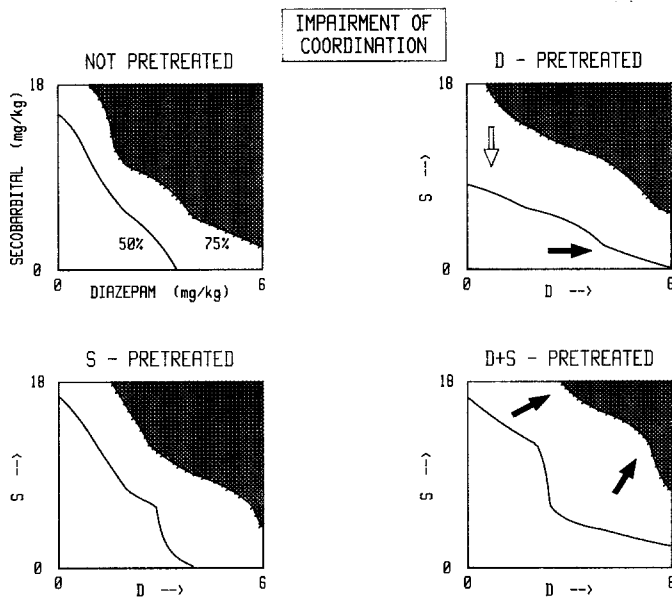 IMPAIRMENT OF
COORDINATION
NOT PRETREATED
18
SECOBARBITAL (mg/kg)
50%
75%
0
0
6
DIAZEPAM (mg/kg)
D - PRETREATED
18
S -->
0
0
6
D -->
S - PRETREATED
18
S -->
0
0
6
D -->
D+S - PRETREATED
18
S -->
0
0
6
D -->